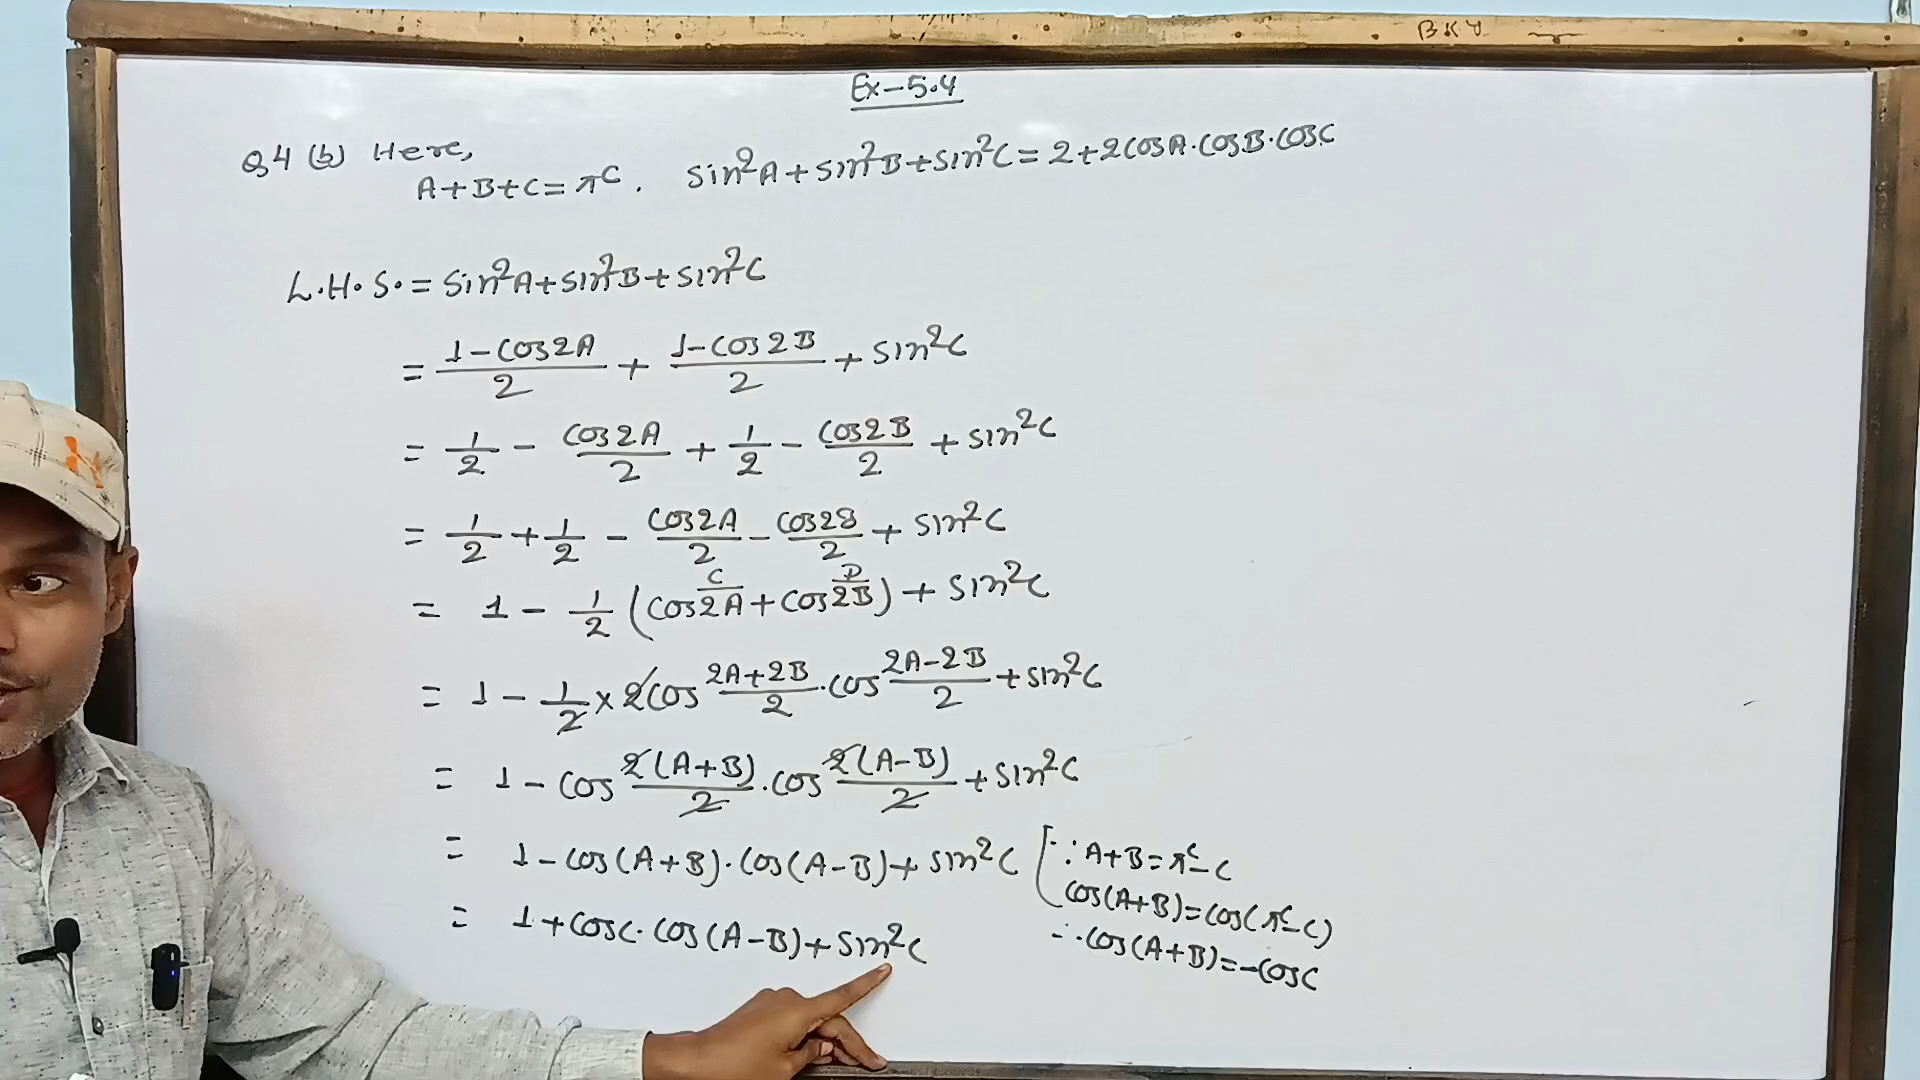 BKY
Ex-5.4
Q4 (b) Here,
A+B+C=π^c. sin²A+sin²B+sin²C=2+2cosA.cosB.cosC
L.H.S.=sin²A+sin²B+sin²C
= (1-cos2A)/2 + (1-cos2B)/2 + sin²C
= 1/2 - cos2A/2 + 1/2 - cos2B/2 + sin²C
= 1/2 + 1/2 - cos2A/2 - cos2B/2 + sin²C
C D
= 1 - 1/2 (cos2A+cos2B) + sin²C
= 1 - 1/2 × 2cos (2A+2B)/2 . cos (2A-2B)/2 + sin²C
= 1 - cos 2(A+B)/2 . cos 2(A-B)/2 + sin²C
= 1-cos(A+B).cos(A-B)+sin²C [∵A+B=π^c-C
cos(A+B)=cos(π^c-C)
= 1+cosC.cos(A-B)+sin²C
∴cos(A+B)=-cosC